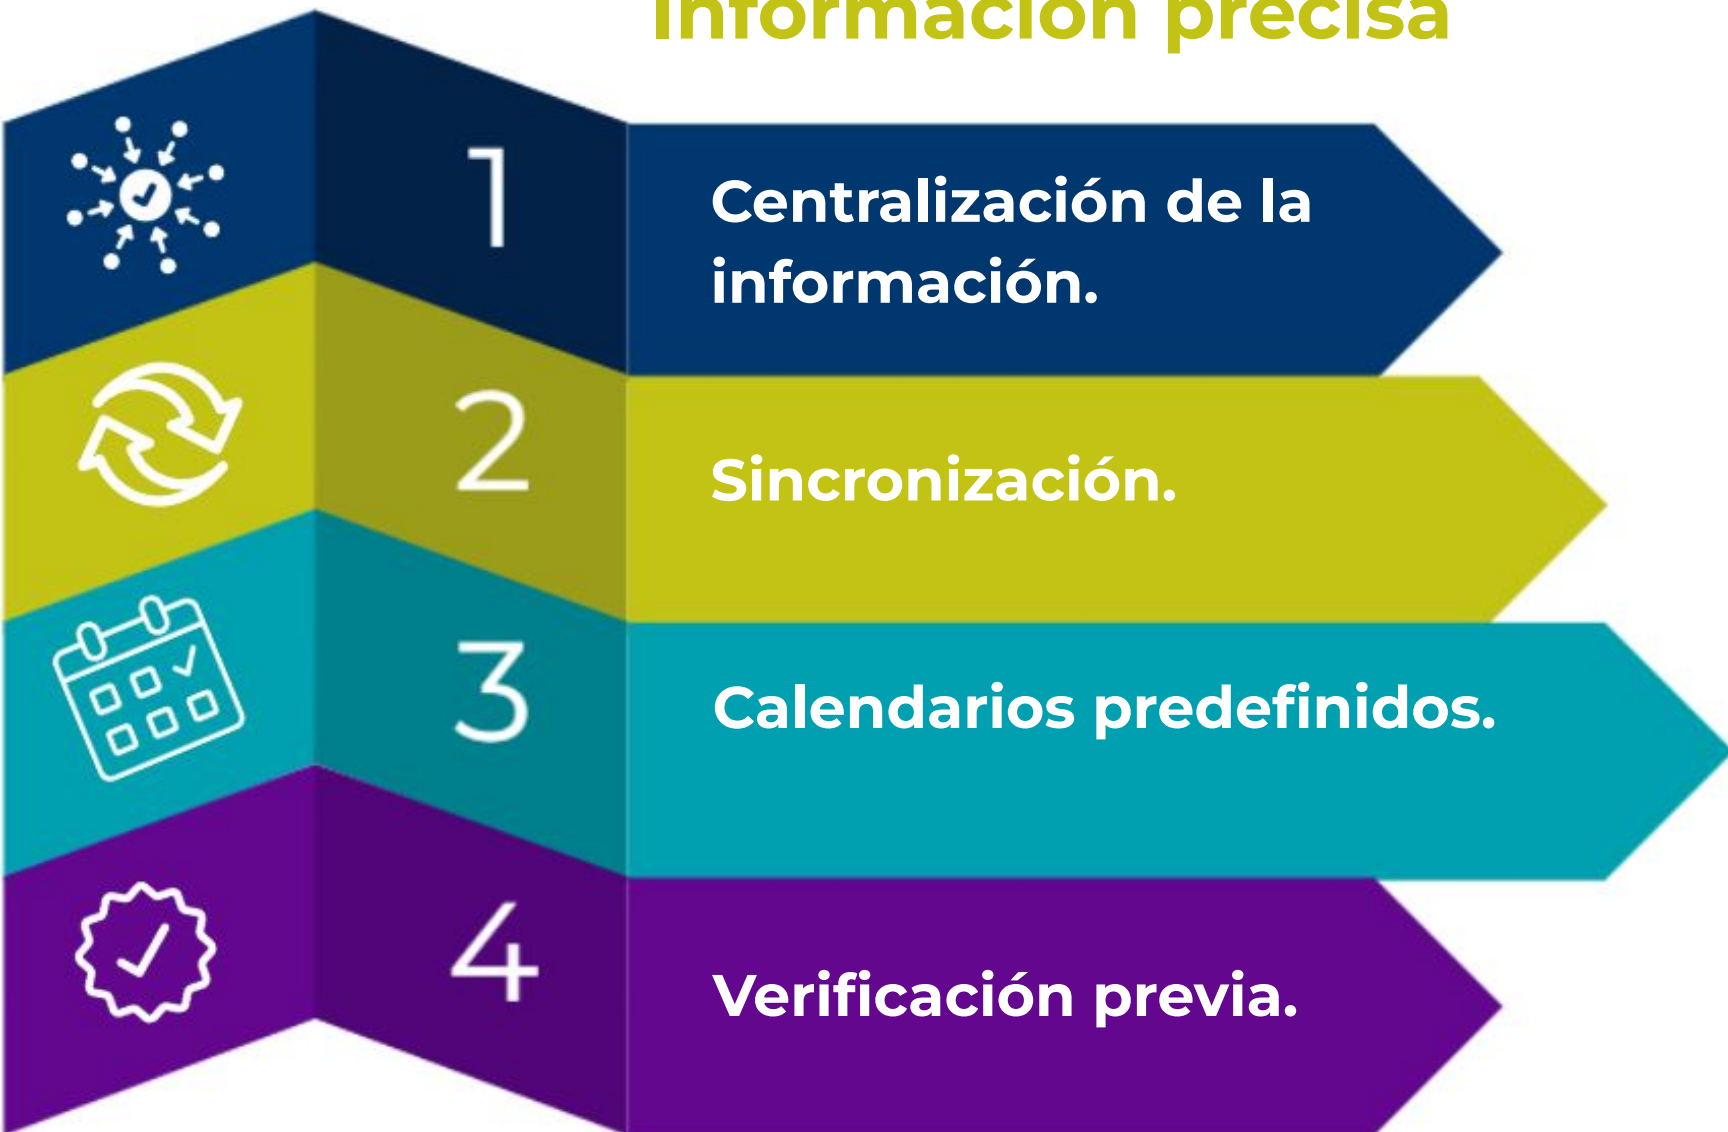 Información precisa
1
Centralización de la
información.
2
Sincronización.
3
Calendarios predefinidos.
4
Verificación previa.